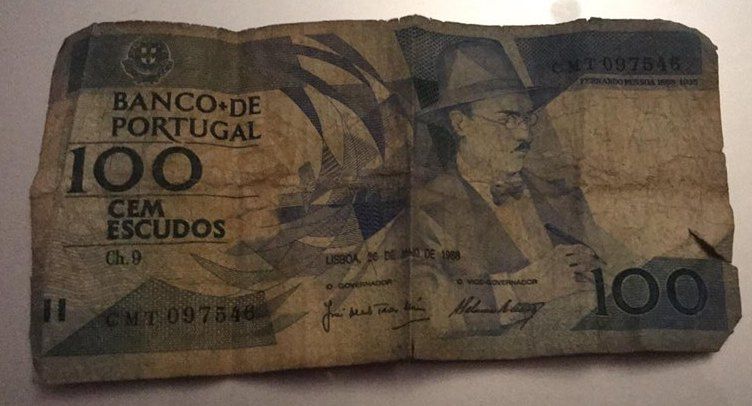 BANCO DE
PORTUGAL
100
CEM
ESCUDOS
Ch. 9
CMT 097546
CMT 097546
FERNANDO PESSOA 1888-1935
LISBOA, 26 DE MAIO DE 1988
O GOVERNADOR
O VICE-GOVERNADOR
100